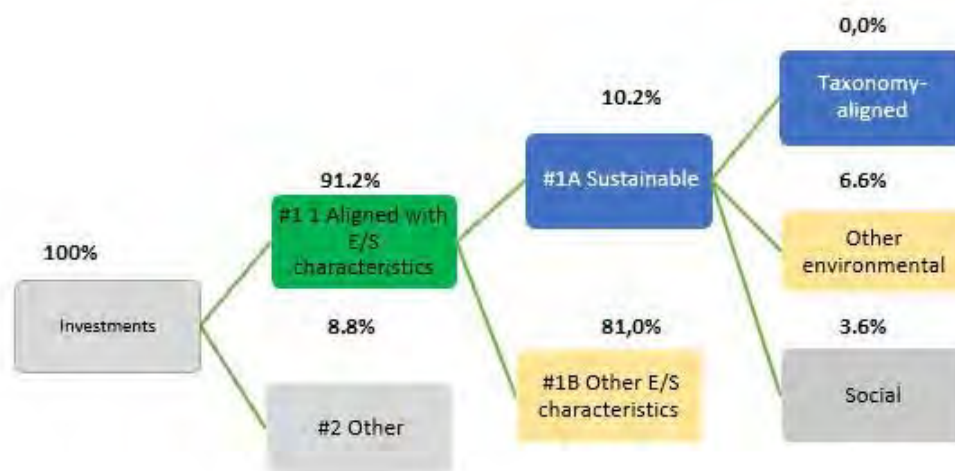 0,0%
Taxonomy-
aligned
10.2%
#1A Sustainable
91.2%
#1 1 Aligned with
E/S
characteristics
6.6%
Other
environmental
100%
Investments
8.8%
#2 Other
81,0%
#1B Other E/S
characteristics
3.6%
Social